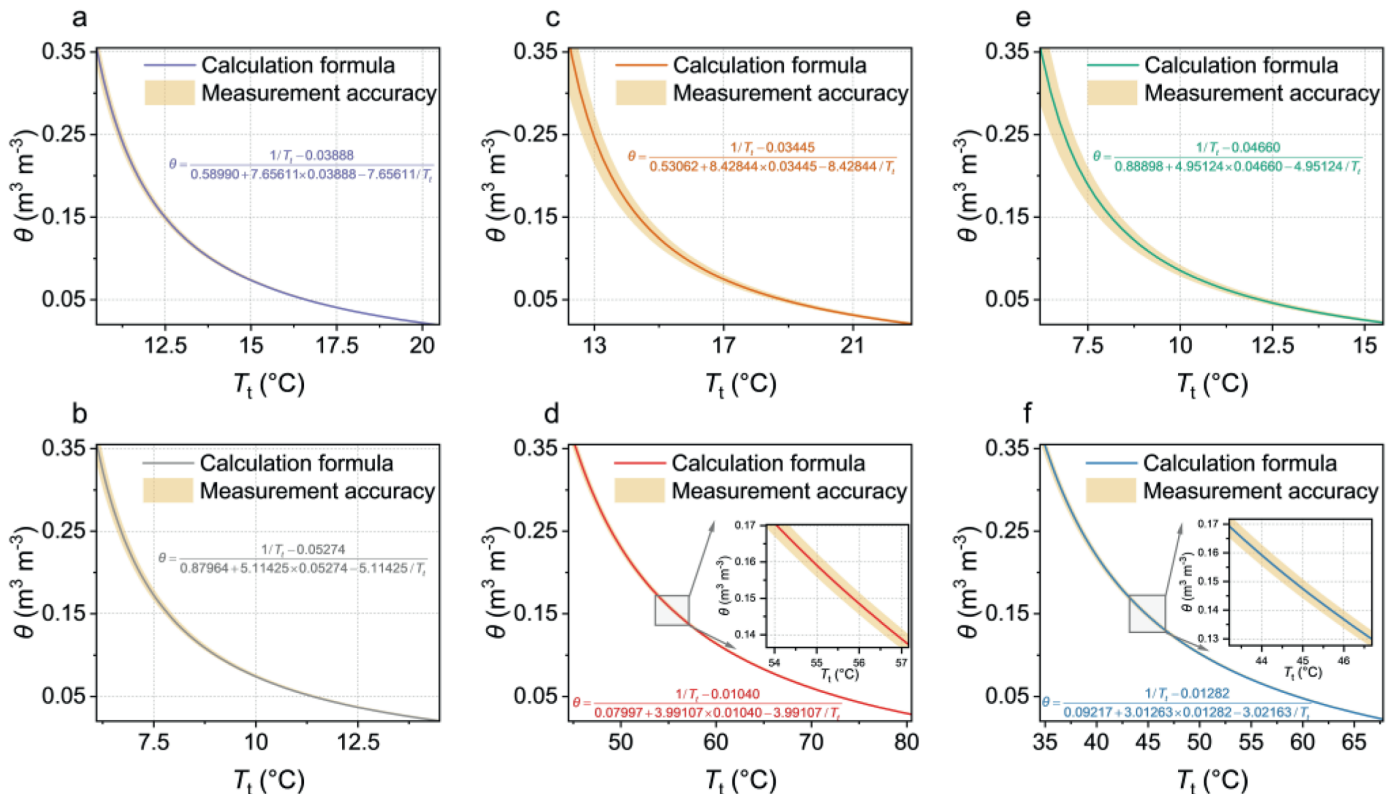 a
0.35
0.25
0.15
0.05
θ (m³ m⁻³)
Calculation formula
Measurement accuracy
θ = 1/Tt − 0.03888
0.58990 + 7.65611×0.03888 − 7.65611/Tt
12.5 15.0 17.5 20.0
Tt (°C)
c
0.35
0.25
0.15
0.05
θ (m³ m⁻³)
Calculation formula
Measurement accuracy
θ = 1/Tt − 0.03445
0.53062 + 8.42844×0.03445 − 8.42844/Tt
13 17 21
Tt (°C)
e
0.35
0.25
0.15
0.05
θ (m³ m⁻³)
Calculation formula
Measurement accuracy
θ = 1/Tt − 0.04660
0.88898 + 4.95124×0.04660 − 4.95124/Tt
7.5 10.0 12.5 15.0
Tt (°C)
b
0.35
0.25
0.15
0.05
θ (m³ m⁻³)
Calculation formula
Measurement accuracy
θ = 1/Tt − 0.05274
0.87964 + 5.11425×0.05274 − 5.11425/Tt
7.5 10.0 12.5
Tt (°C)
d
0.35
0.25
0.15
0.05
θ (m³ m⁻³)
Calculation formula
Measurement accuracy
0.17
0.16
0.15
0.14
θ (m³ m⁻³)
54 55 56 57
Tt (°C)
θ = 1/Tt − 0.01040
0.07997 + 3.99107×0.01040 − 3.99107/Tt
50 60 70 80
Tt (°C)
f
0.35
0.25
0.15
0.05
θ (m³ m⁻³)
Calculation formula
Measurement accuracy
0.17
0.16
0.15
0.14
0.13
θ (m³ m⁻³)
44 45 46
Tt (°C)
θ = 1/Tt − 0.01282
0.09217 + 3.01263×0.01282 − 3.02163/Tt
35 40 45 50 55 60 65
Tt (°C)